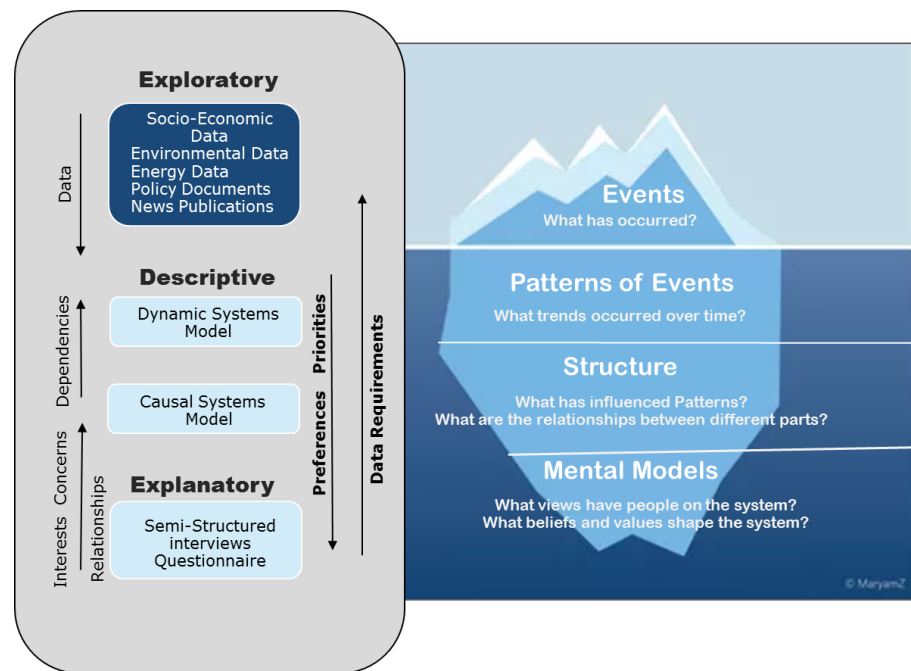 Exploratory
Socio-Economic
Data
Environmental Data
Energy Data
Policy Documents
News Publications
Data
Descriptive
Dynamic Systems
Model
Dependencies
Causal Systems
Model
Explanatory
Semi-Structured
interviews
Questionnaire
Interests Concerns
Relationships
Preferences Priorities
Data Requirements
Events
What has occurred?
Patterns of Events
What trends occurred over time?
Structure
What has influenced Patterns?
What are the relationships between different parts?
Mental Models
What views have people on the system?
What beliefs and values shape the system?
© MaryamZ